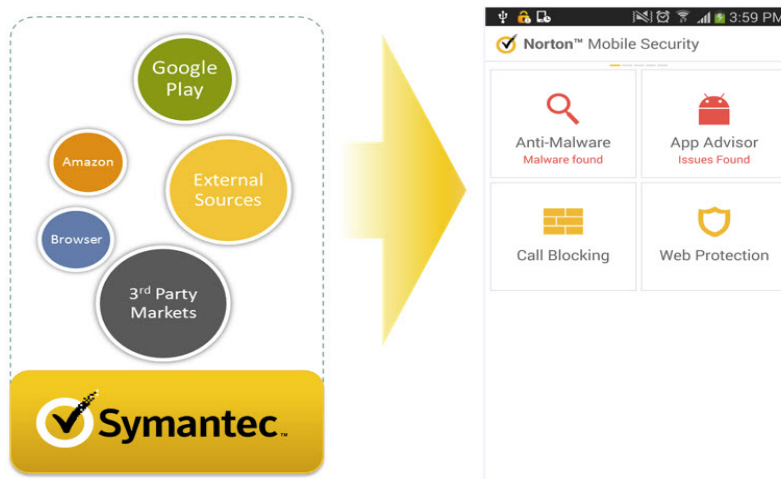 Google
Play
Amazon
External
Sources
Browser
3rd Party
Markets
Symantec™
3:59 PM
Norton™ Mobile Security
Anti-Malware
Malware found
App Advisor
Issues Found
Call Blocking
Web Protection